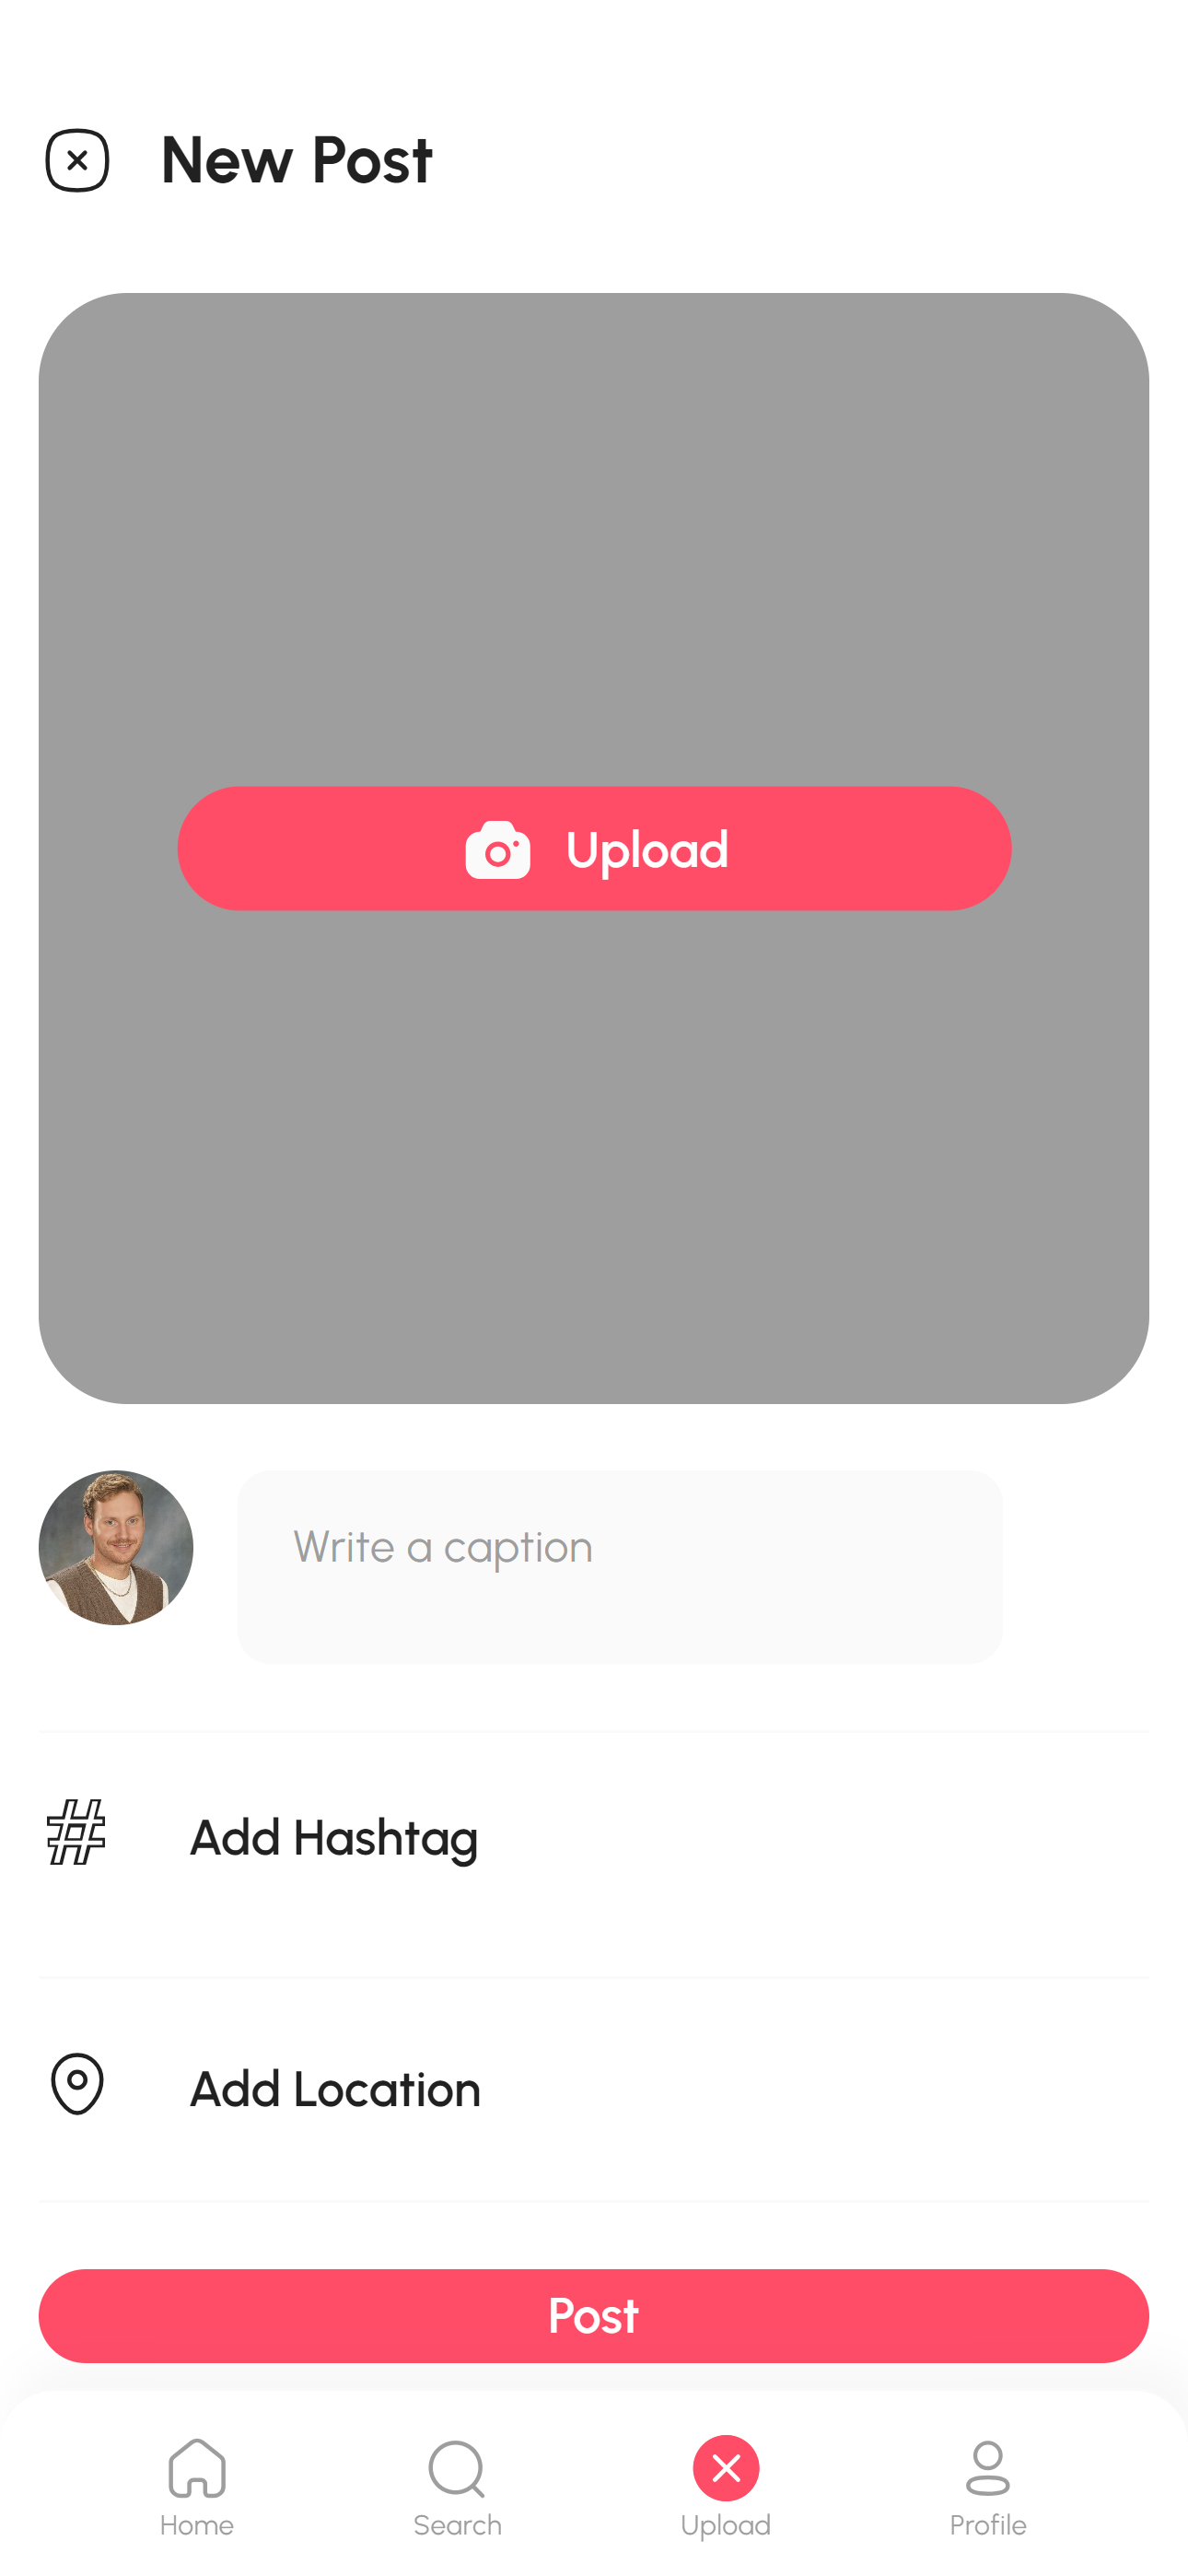 New Post
Upload
Write a caption
# Add Hashtag
Add Location
Post
Home Search Upload Profile